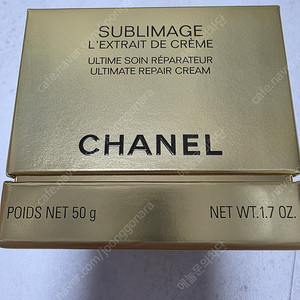 SUBLIMAGE
L'EXTRAIT DE CRÈME
ULTIME SOIN RÉPARATEUR
ULTIMATE REPAIR CREAM
CHANEL
POIDS NET 50 g
NET WT.1.7 OZ.